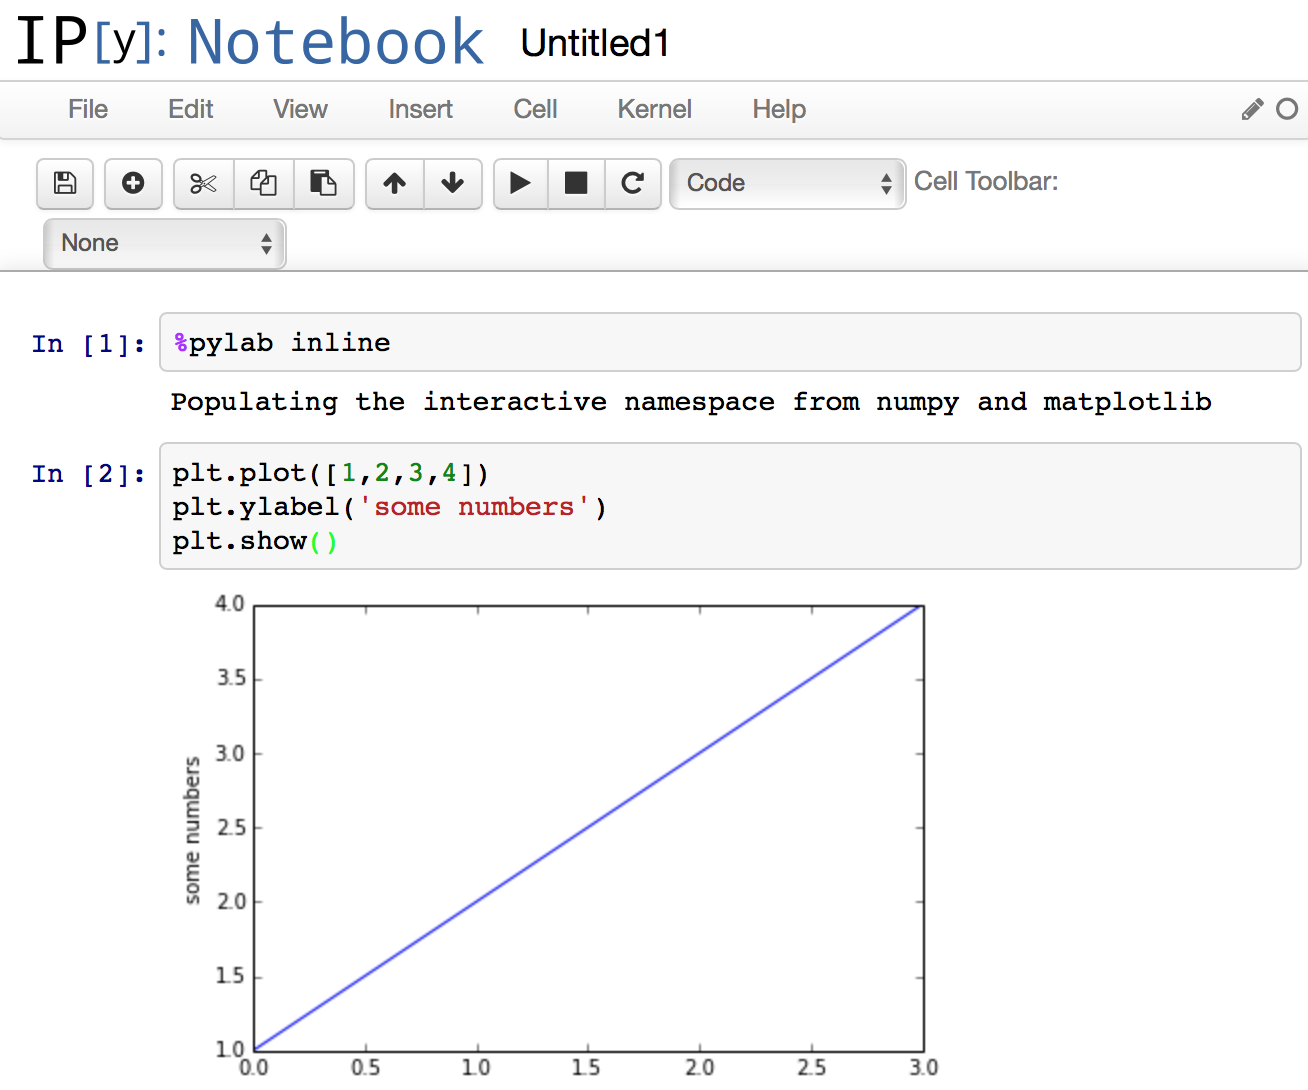 IP[y]: Notebook Untitled1
File Edit View Insert Cell Kernel Help
Code Cell Toolbar:
None
In [1]: %pylab inline
Populating the interactive namespace from numpy and matplotlib
In [2]: plt.plot([1,2,3,4])
plt.ylabel('some numbers')
plt.show()
4.0
3.5
3.0
2.5
some numbers
2.0
1.5
1.0
0.0 0.5 1.0 1.5 2.0 2.5 3.0